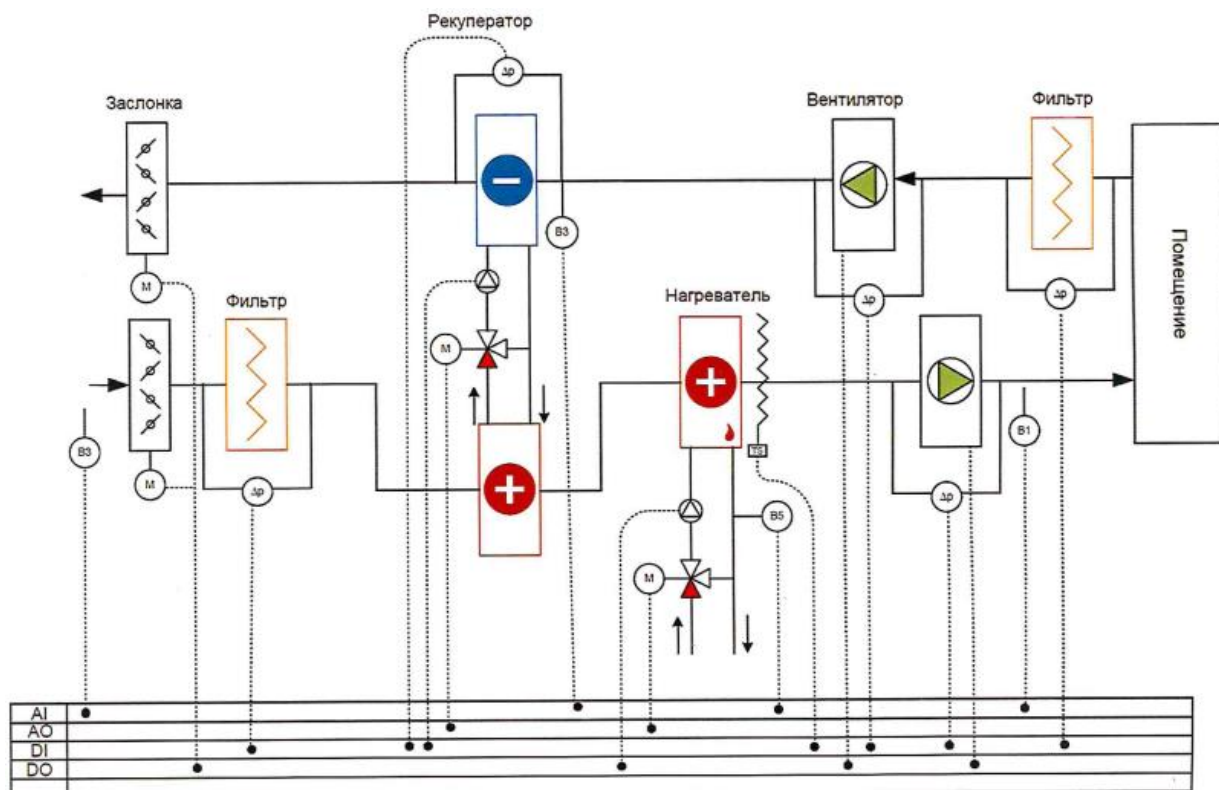 Рекуператор
Δp
Заслонка
Вентилятор
Фильтр
В3
М
Δp
Δp
Помещение
Фильтр
Нагреватель
М
В3
М
Δp
TS
В1
Δp
М
В5
AI
AO
DI
DO